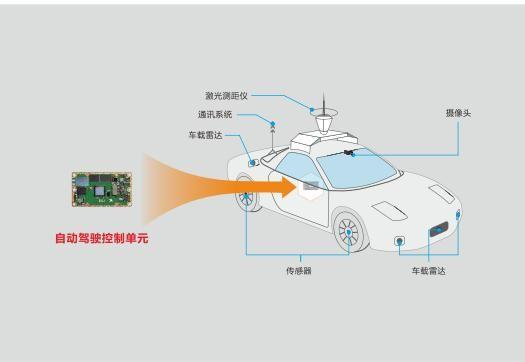 激光测距仪
通讯系统
摄像头
车载雷达
自动驾驶控制单元
传感器
车载雷达